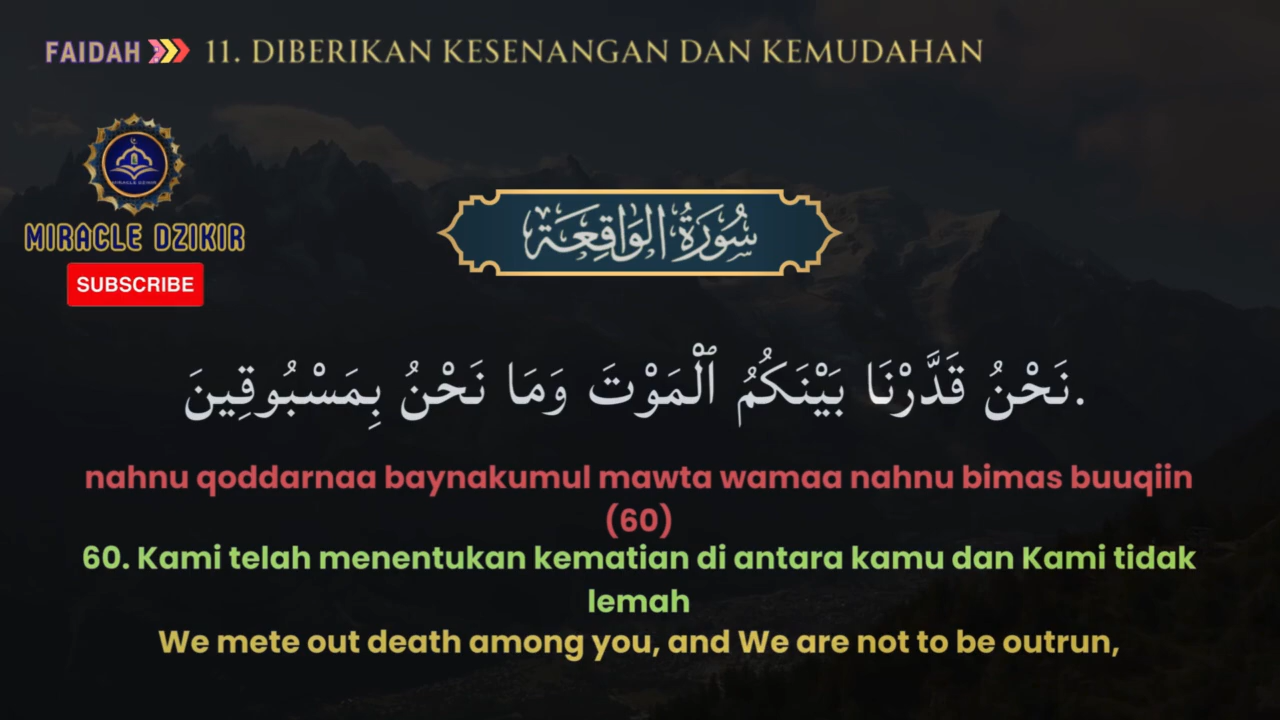 FAIDAH 11. DIBERIKAN KESENANGAN DAN KEMUDAHAN
MIRACLE DZIKIR
SUBSCRIBE
سُورَةُ الوَاقِعَة
نَحْنُ قَدَّرْنَا بَيْنَكُمُ ٱلْمَوْتَ وَمَا نَحْنُ بِمَسْبُوقِينَ.
nahnu qoddarnaa baynakumul mawta wamaa nahnu bimas buuqiin
(60)
60. Kami telah menentukan kematian di antara kamu dan Kami tidak
lemah
We mete out death among you, and We are not to be outrun,